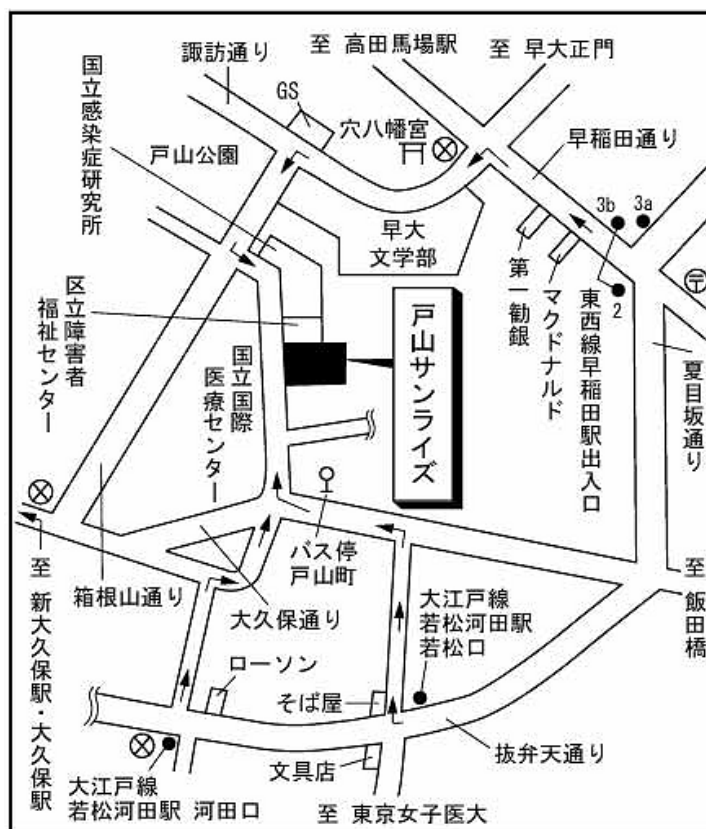 至 高田馬場駅
至 早大正門
諏訪通り
GS
穴八幡宮
早稲田通り
国立感染症研究所
戸山公園
3b
3a
早大
文学部
第一勧銀
マクドナルド
東西線早稲田駅出入口
2
〒
夏目坂通り
区立障害者
福祉センター
国立国際
医療センター
戸山サンライズ
バス停
戸山町
箱根山通り
大久保通り
至 新大久保駅・大久保駅
至 飯田橋
大江戸線
若松河田駅
若松口
ローソン
そば屋
抜弁天通り
文具店
大江戸線
若松河田駅 河田口
至 東京女子医大